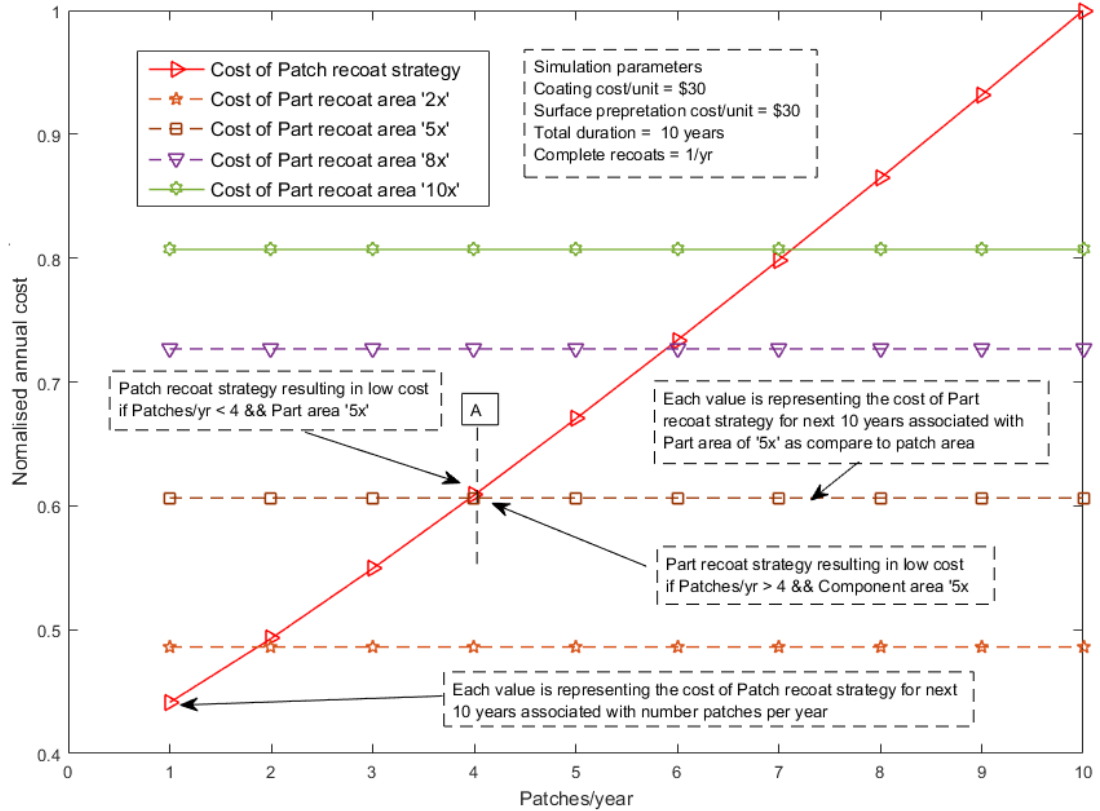 Cost of Patch recoat strategy
Cost of Part recoat area '2x'
Cost of Part recoat area '5x'
Cost of Part recoat area '8x'
Cost of Part recoat area '10x'
Simulation parameters
Coating cost/unit = $30
Surface prepretation cost/unit = $30
Total duration = 10 years
Complete recoats = 1/yr
Patch recoat strategy resulting in low cost
if Patches/yr < 4 && Part area '5x'
A
Each value is representing the cost of Part
recoat strategy for next 10 years associated with
Part area of '5x' as compare to patch area
Part recoat strategy resulting in low cost
if Patches/yr > 4 && Component area '5x
Each value is representing the cost of Patch recoat strategy for next
10 years associated with number patches per year
Nomalised annual cost
1
0.9
0.8
0.7
0.6
0.5
0.4
0 1 2 3 4 5 6 7 8 9 10
Patches/year